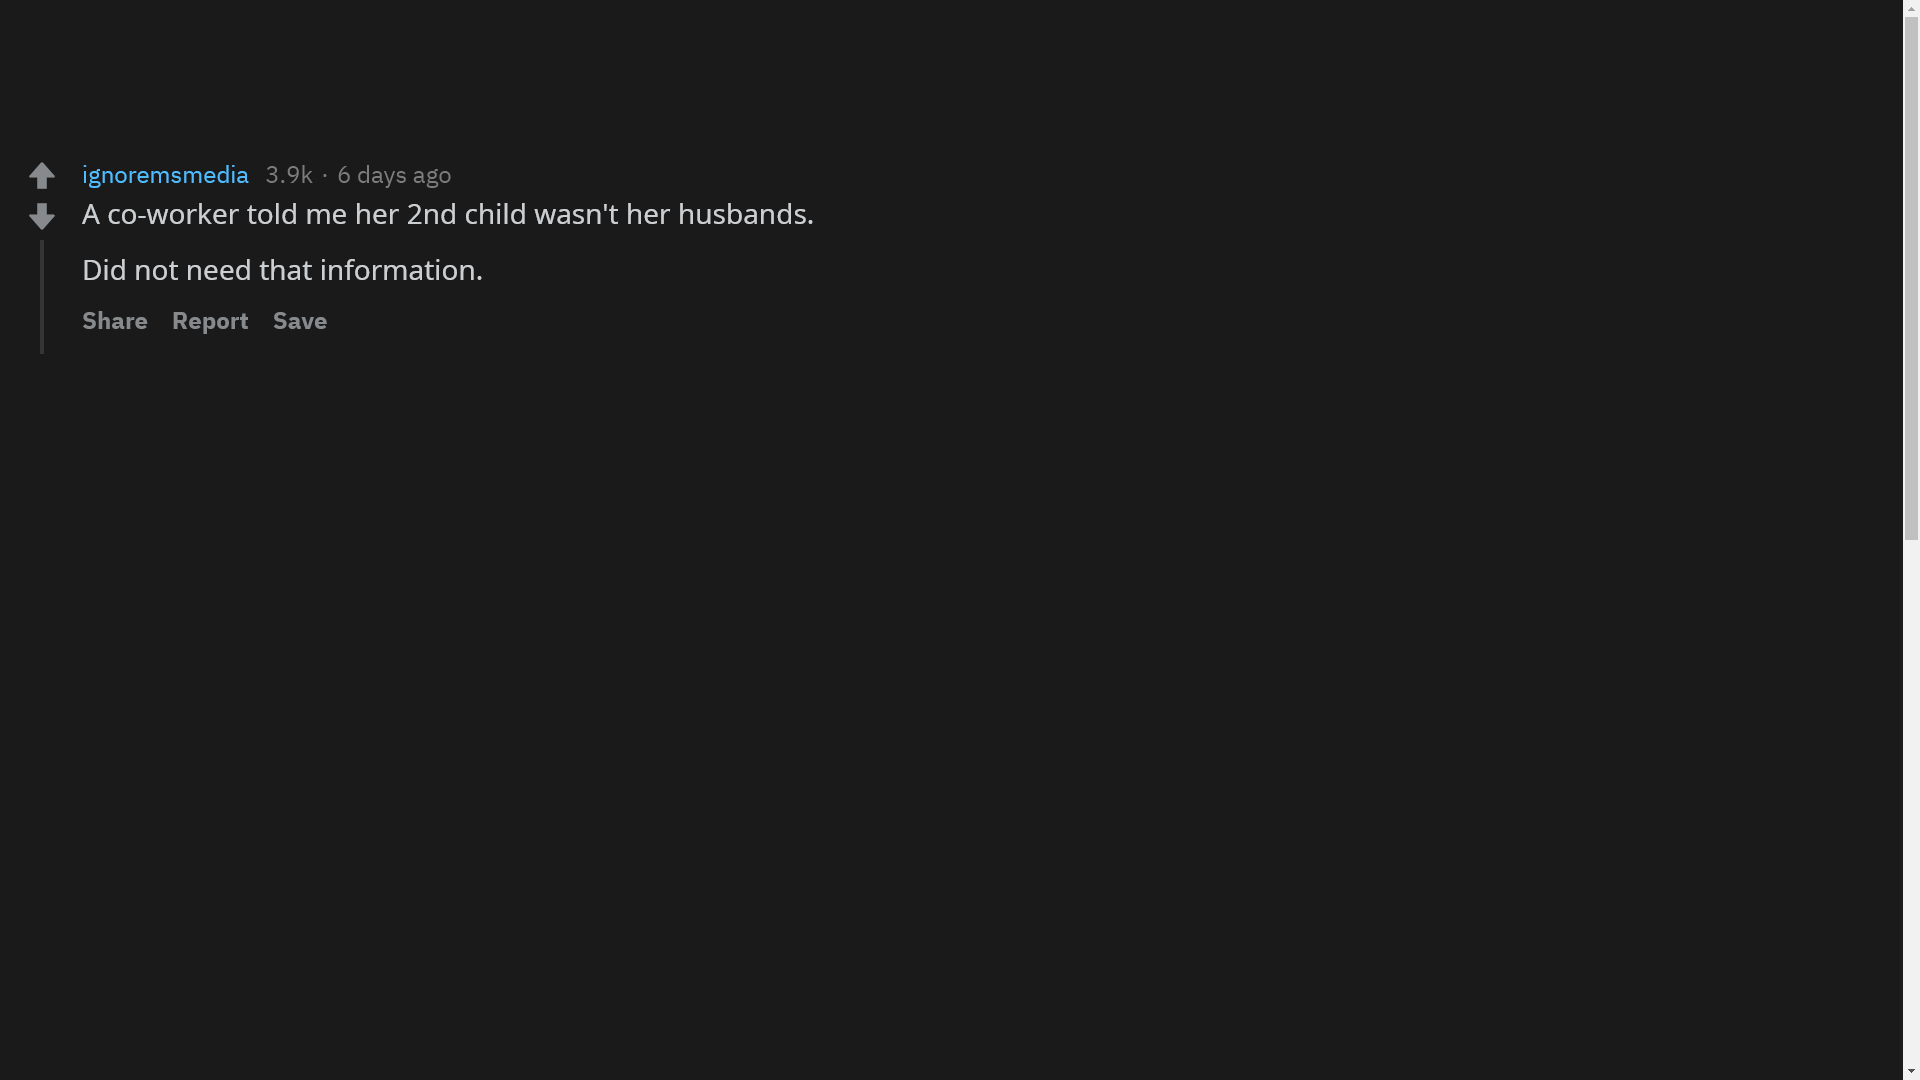 ignoremsmedia 3.9k · 6 days ago
A co-worker told me her 2nd child wasn't her husbands.
Did not need that information.
Share Report Save